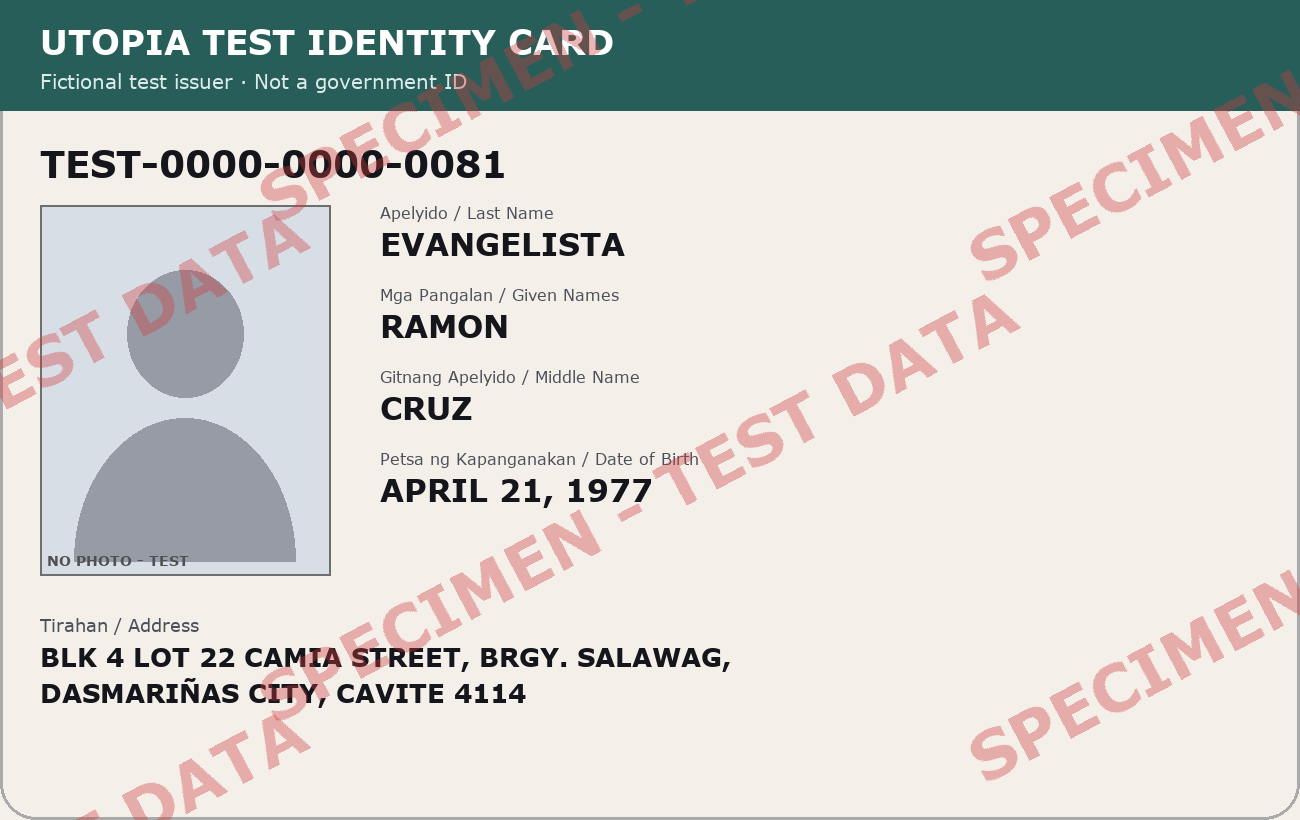 UTOPIA TEST IDENTITY CARD
Fictional test issuer · Not a government ID
TEST-0000-0000-0081
Apelyido / Last Name
EVANGELISTA
Mga Pangalan / Given Names
RAMON
Gitnang Apelyido / Middle Name
CRUZ
Petsa ng Kapanganakan / Date of Birth
APRIL 21, 1977
NO PHOTO - TEST
Tirahan / Address
BLK 4 LOT 22 CAMIA STREET, BRGY. SALAWAG,
DASMARIÑAS CITY, CAVITE 4114
SPECIMEN -
SPECIMEN
TEST DATA
SPECIMEN - TEST DATA
SPECIMEN
DATA